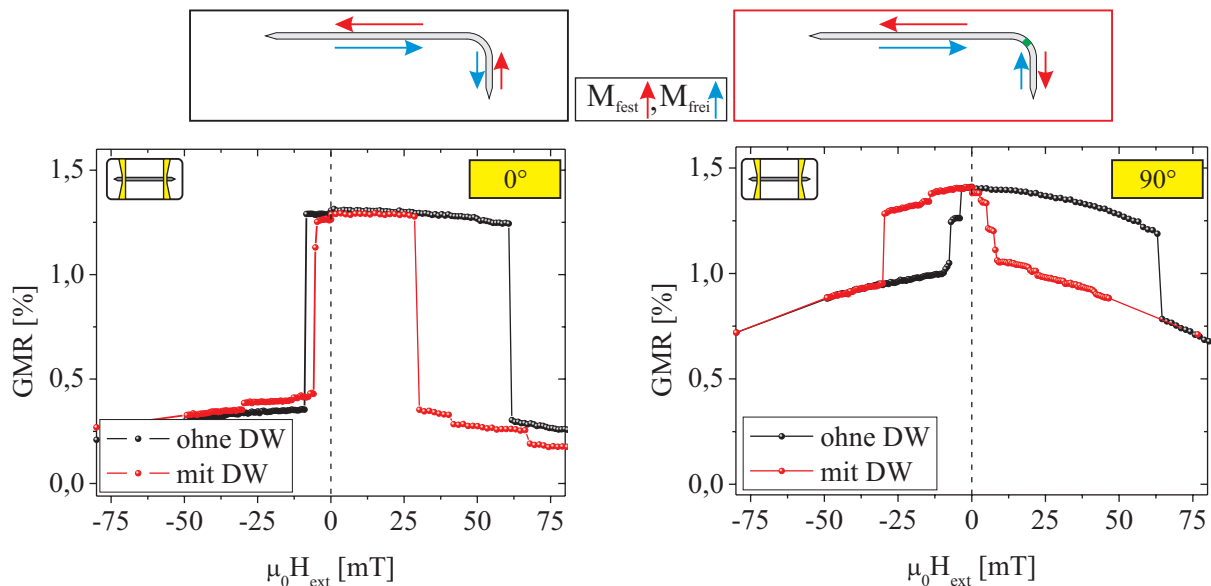 M_fest, M_frei
0°
1,5
1,0
0,5
0,0
GMR [%]
ohne DW
mit DW
-75 -50 -25 0 25 50 75
μ₀H_ext [mT]
90°
1,5
1,0
0,5
0,0
GMR [%]
ohne DW
mit DW
-75 -50 -25 0 25 50 75
μ₀H_ext [mT]